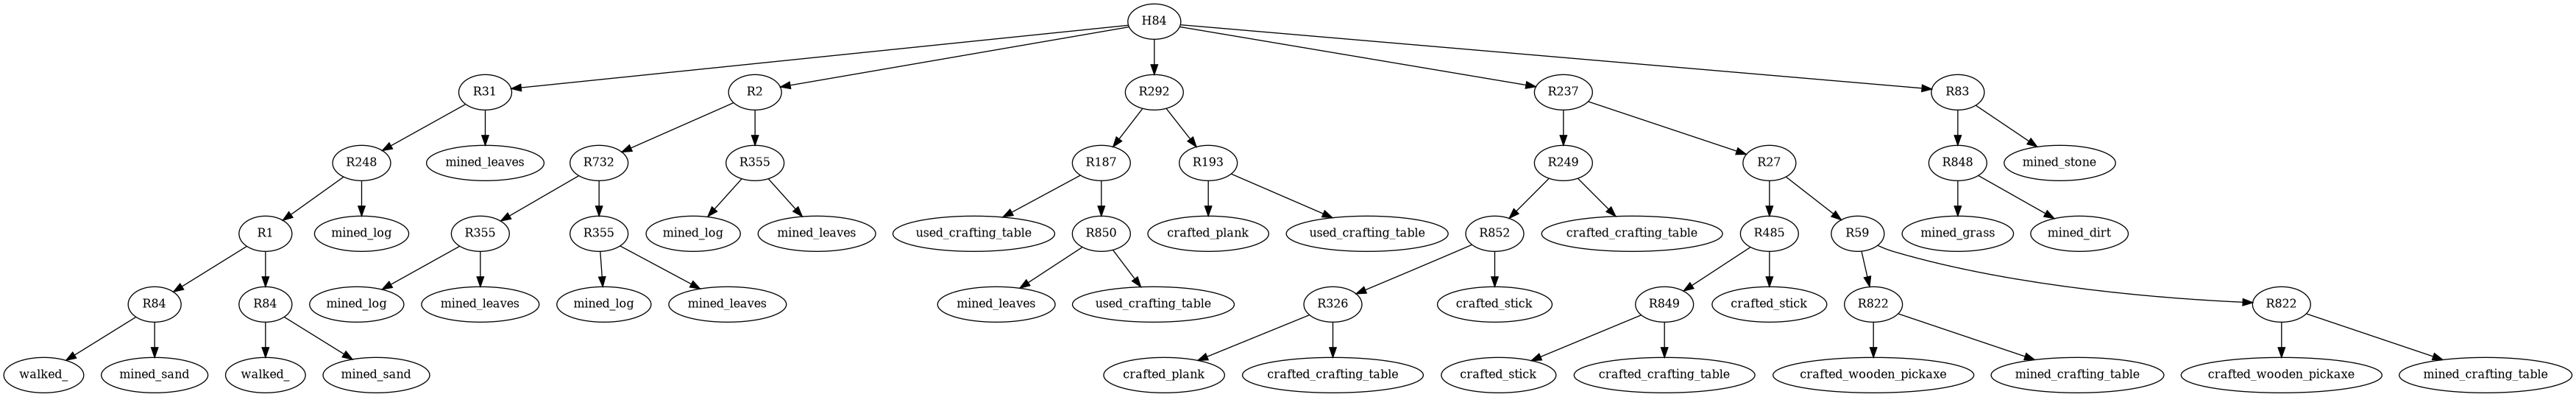 H84
R31
R2
R292
R237
R83
R248
mined_leaves
R732
R355
R187
R193
R249
R27
R848
mined_stone
R1
mined_log
R355
R355
mined_log
mined_leaves
used_crafting_table
R850
crafted_plank
used_crafting_table
R852
crafted_crafting_table
R485
R59
mined_grass
mined_dirt
R84
R84
mined_log
mined_leaves
mined_log
mined_leaves
mined_leaves
used_crafting_table
R326
crafted_stick
R849
crafted_stick
R822
R822
walked_
mined_sand
walked_
mined_sand
crafted_plank
crafted_crafting_table
crafted_stick
crafted_crafting_table
crafted_wooden_pickaxe
mined_crafting_table
crafted_wooden_pickaxe
mined_crafting_table